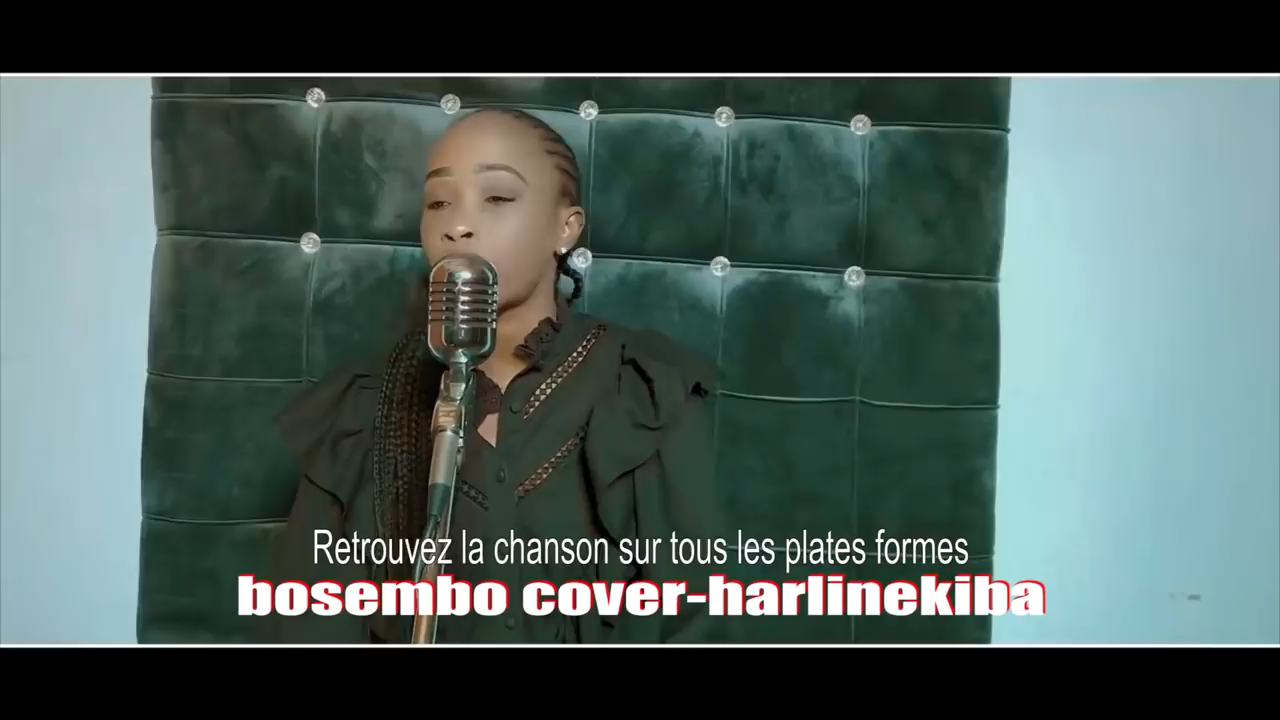 Retrouvez la chanson sur tous les plates formes
bosembo cover-harlinekiba